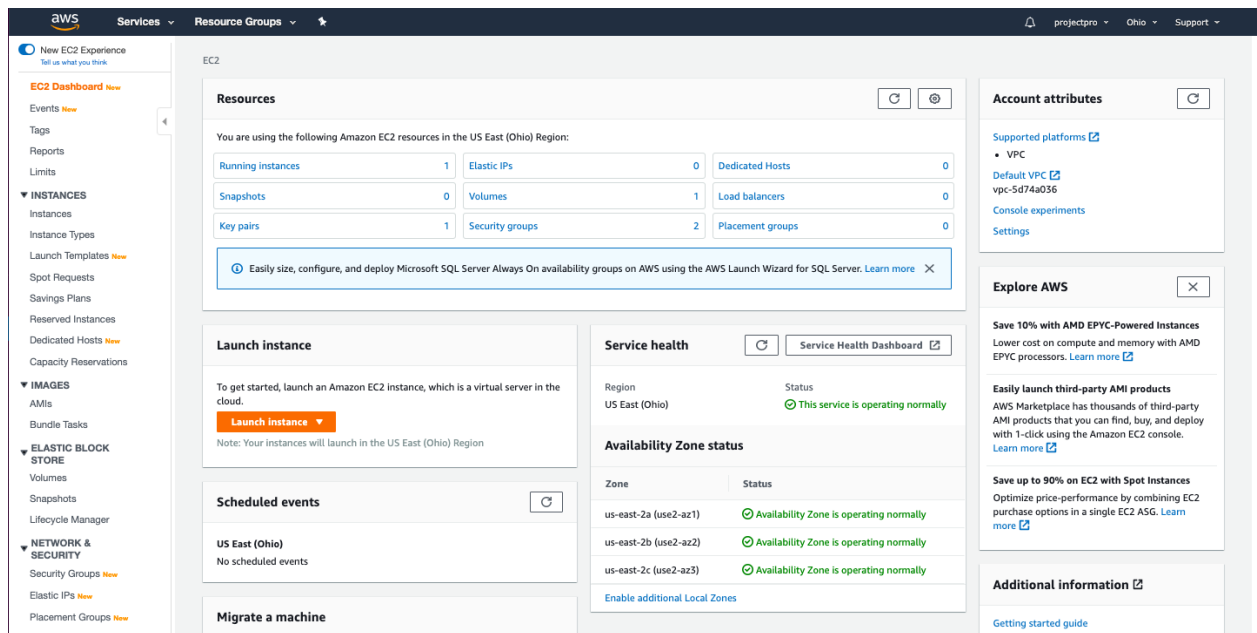 aws
Services
Resource Groups
projectpro
Ohio
Support
New EC2 Experience
Tell us what you think
EC2 Dashboard New
Events New
Tags
Reports
Limits
INSTANCES
Instances
Instance Types
Launch Templates New
Spot Requests
Savings Plans
Reserved Instances
Dedicated Hosts New
Capacity Reservations
IMAGES
AMIs
Bundle Tasks
ELASTIC BLOCK
STORE
Volumes
Snapshots
Lifecycle Manager
NETWORK &
SECURITY
Security Groups New
Elastic IPs New
Placement Groups New
EC2
Resources
You are using the following Amazon EC2 resources in the US East (Ohio) Region:
Running instances 1
Elastic IPs 0
Dedicated Hosts 0
Snapshots 0
Volumes 1
Load balancers 0
Key pairs 1
Security groups 2
Placement groups 0
Easily size, configure, and deploy Microsoft SQL Server Always On availability groups on AWS using the AWS Launch Wizard for SQL Server. Learn more
Launch instance
To get started, launch an Amazon EC2 instance, which is a virtual server in the
cloud.
Launch instance
Note: Your instances will launch in the US East (Ohio) Region
Scheduled events
US East (Ohio)
No scheduled events
Migrate a machine
Service health
Service Health Dashboard
Region
Status
US East (Ohio)
This service is operating normally
Availability Zone status
Zone
Status
us-east-2a (use2-az1)
Availability Zone is operating normally
us-east-2b (use2-az2)
Availability Zone is operating normally
us-east-2c (use2-az3)
Availability Zone is operating normally
Enable additional Local Zones
Account attributes
Supported platforms
• VPC
Default VPC
vpc-5d74a036
Console experiments
Settings
Explore AWS
Save 10% with AMD EPYC-Powered Instances
Lower cost on compute and memory with AMD
EPYC processors. Learn more
Easily launch third-party AMI products
AWS Marketplace has thousands of third-party
AMI products that you can find, buy, and deploy
with 1-click using the Amazon EC2 console.
Learn more
Save up to 90% on EC2 with Spot Instances
Optimize price-performance by combining EC2
purchase options in a single EC2 ASG. Learn
more
Additional information
Getting started guide